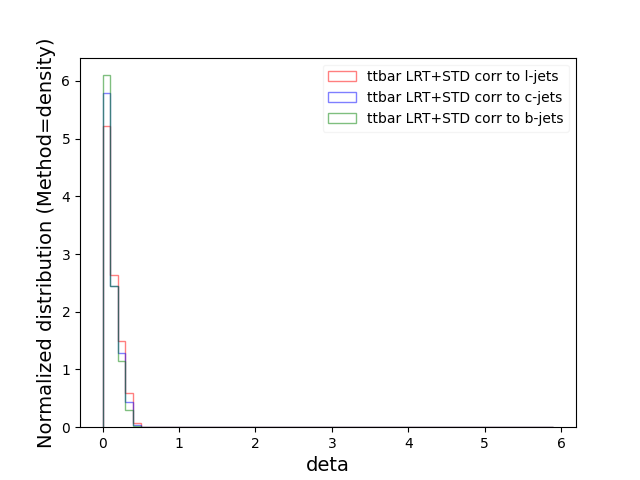 ttbar LRT+STD corr to l-jets
ttbar LRT+STD corr to c-jets
ttbar LRT+STD corr to b-jets
Normalized distribution (Method=density)
6
5
4
3
2
1
0
0 1 2 3 4 5 6
deta